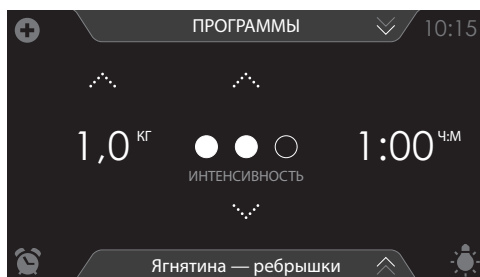 ПРОГРАММЫ
10:15
1,0 КГ
1:00 Ч:М
ИНТЕНСИВНОСТЬ
Ягнятина — ребрышки